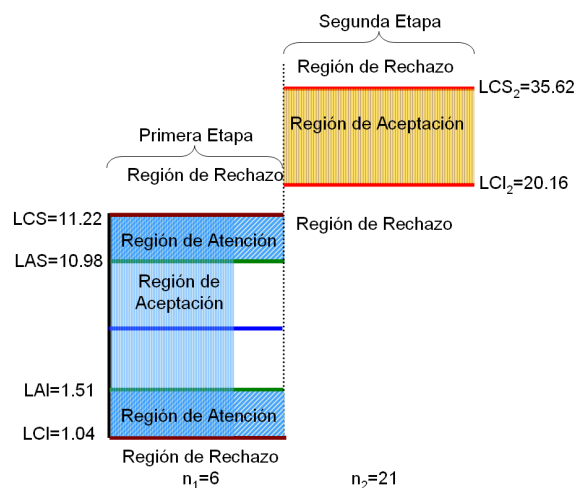 Segunda Etapa
Región de Rechazo
LCS2=35.62
Región de Aceptación
Primera Etapa
Región de Rechazo
LCI2=20.16
LCS=11.22
Región de Rechazo
Región de Atención
LAS=10.98
Región de
Aceptación
LAI=1.51
Región de Atención
LCI=1.04
Región de Rechazo
n1=6
n2=21